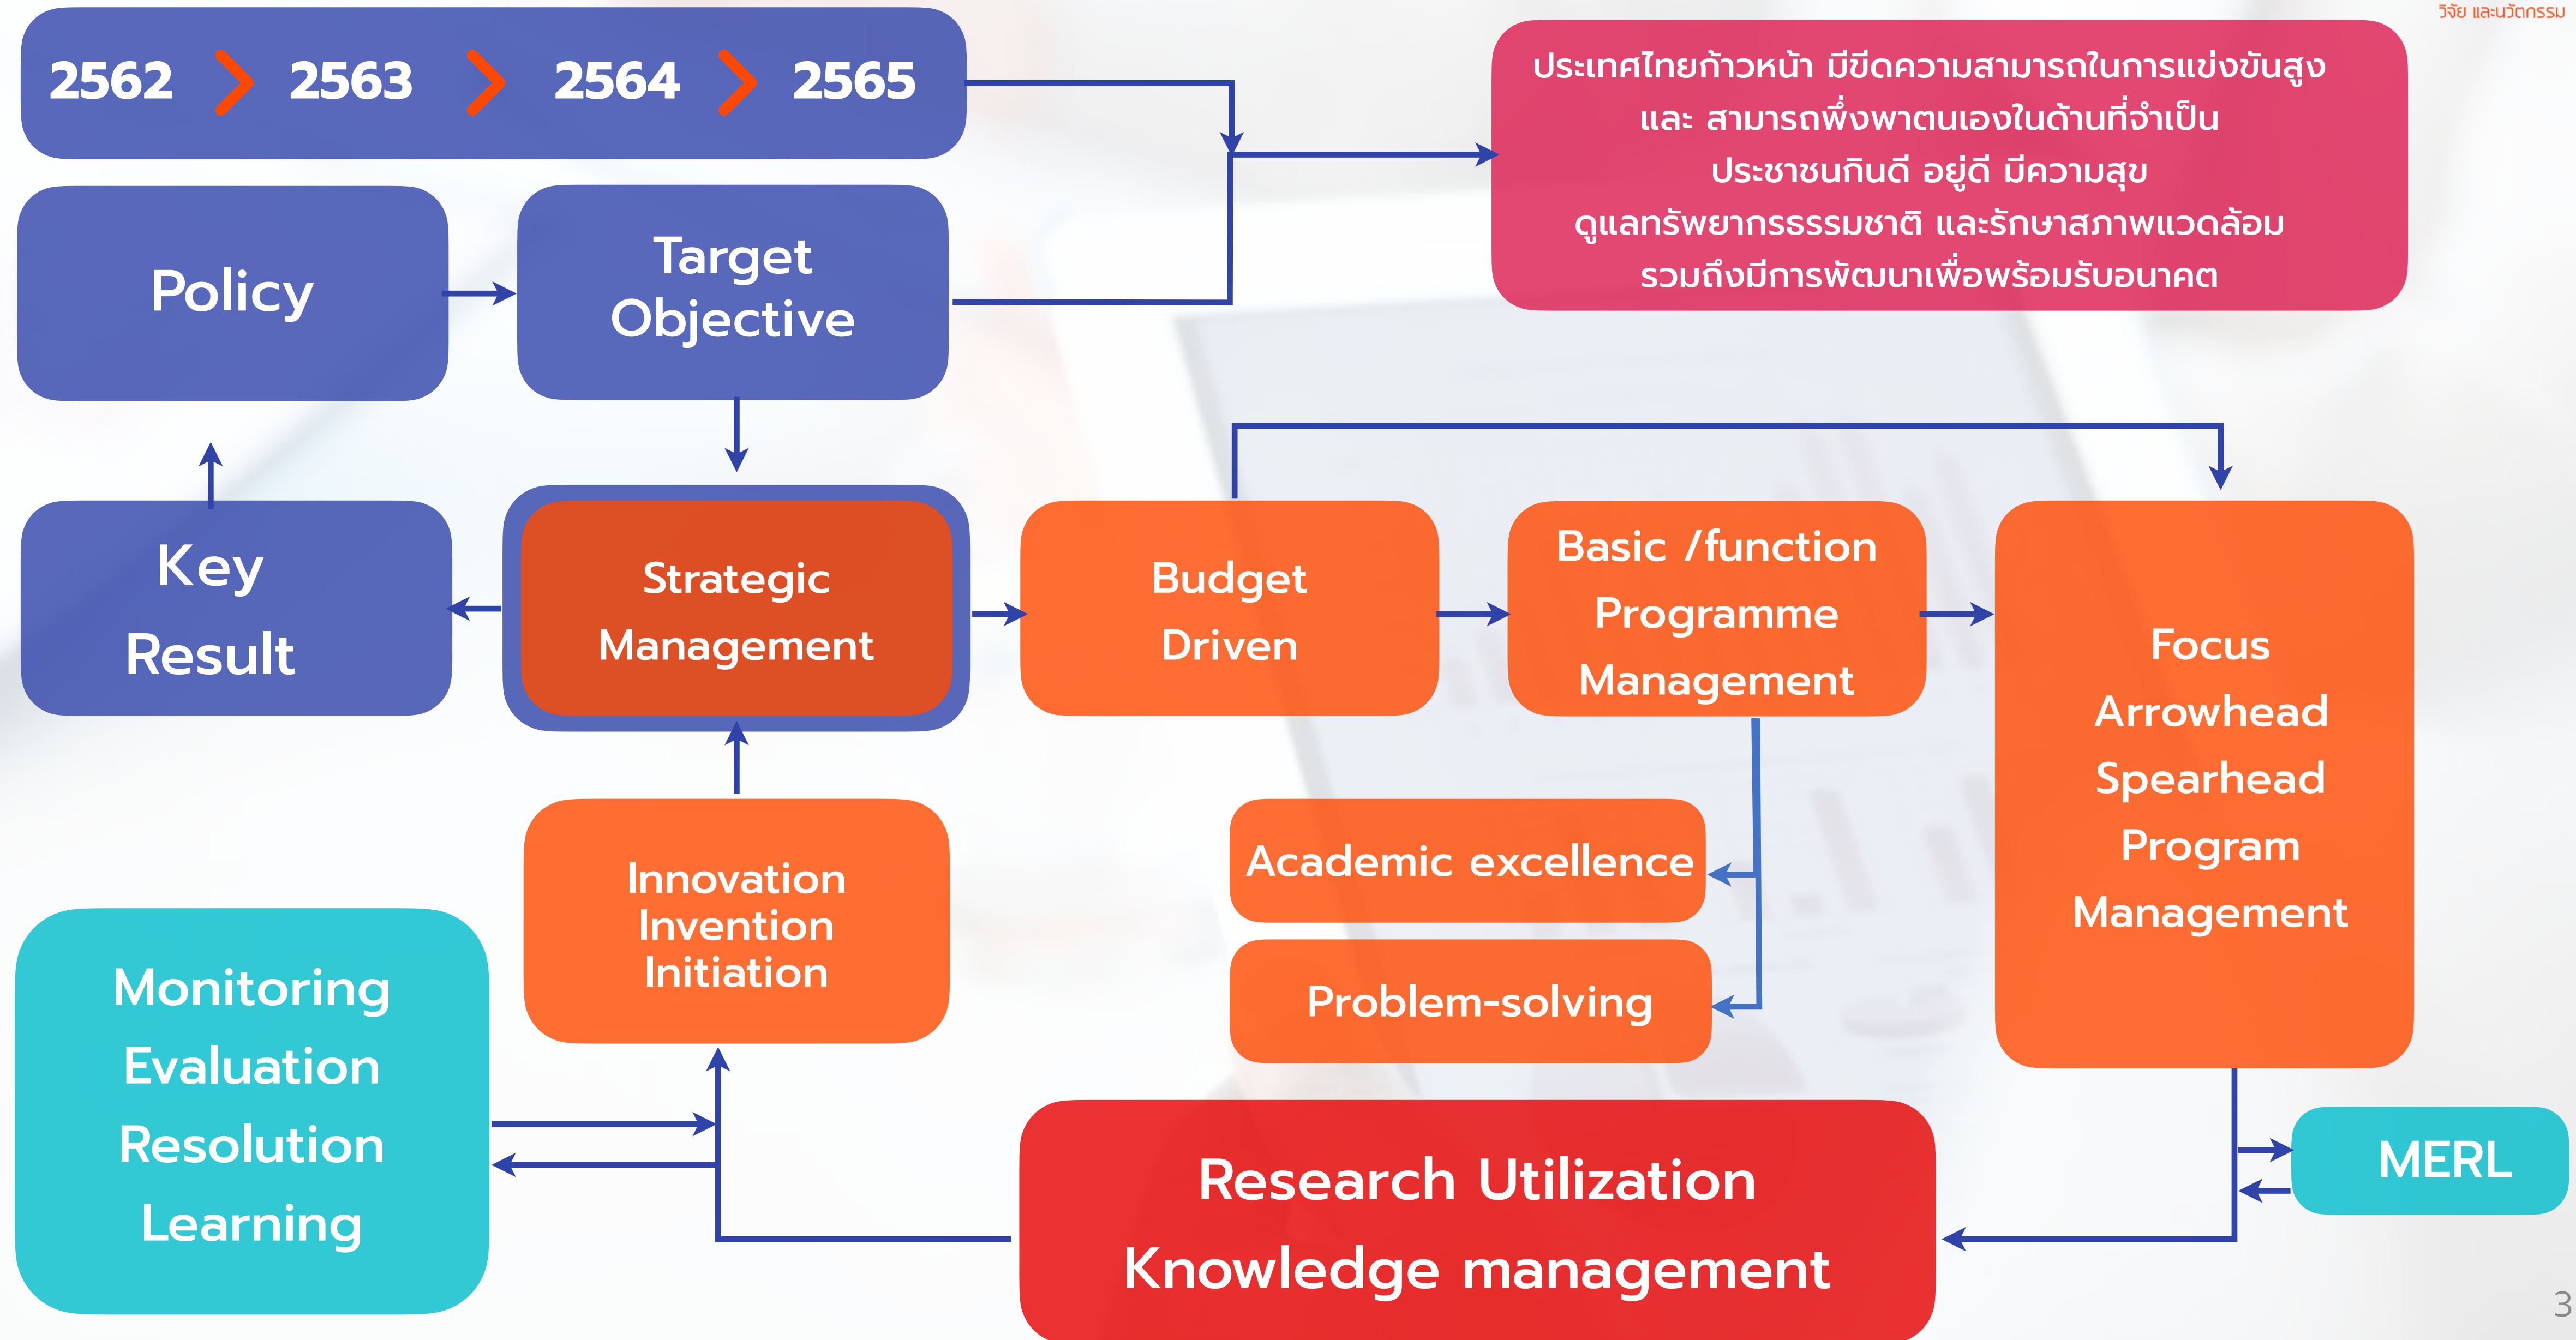 วิจัย และนวัตกรรม
2562 2563 2564 2565
ประเทศไทยก้าวหน้า มีขีดความสามารถในการแข่งขันสูง
และ สามารถพึ่งพาตนเองในด้านที่จำเป็น
ประชาชนกินดี อยู่ดี มีความสุข
ดูแลทรัพยากรธรรมชาติ และรักษาสภาพแวดล้อม
รวมถึงมีการพัฒนาเพื่อพร้อมรับอนาคต
Policy
Target
Objective
Key
Result
Strategic
Management
Budget
Driven
Basic /function
Programme
Management
Focus
Arrowhead
Spearhead
Program
Management
Innovation
Invention
Initiation
Academic excellence
Problem-solving
Monitoring
Evaluation
Resolution
Learning
Research Utilization
Knowledge management
MERL
3